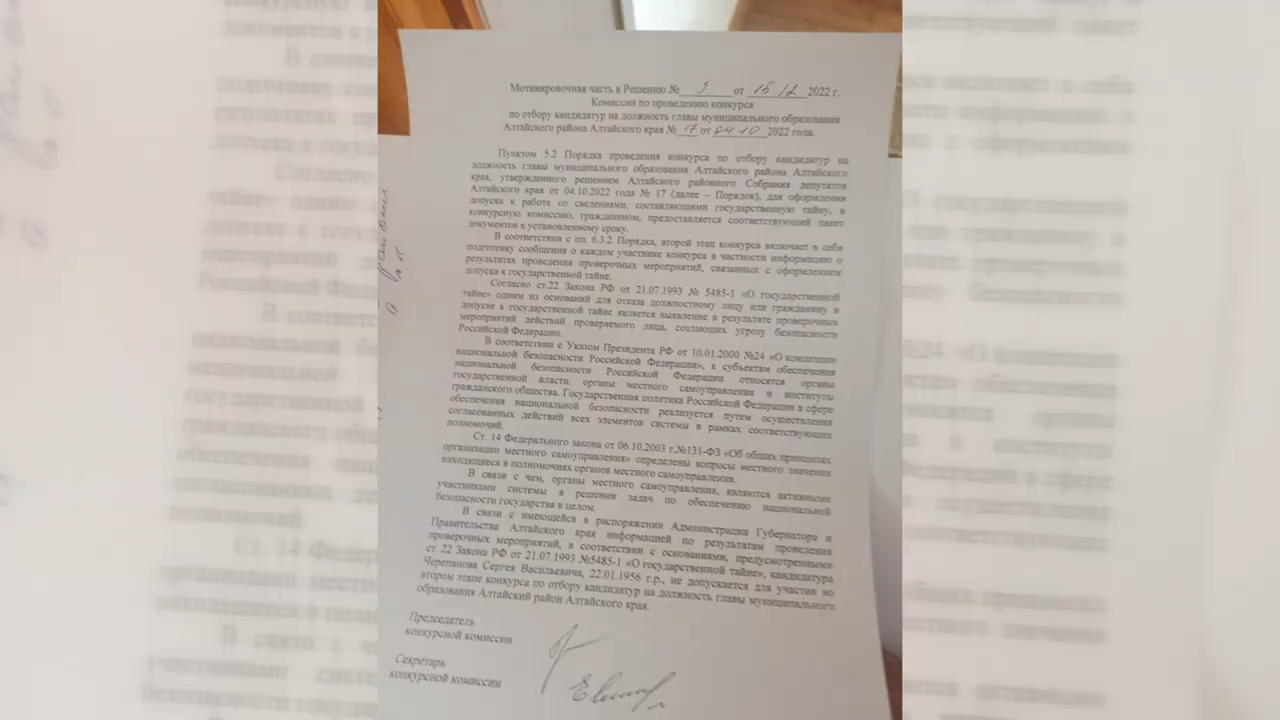 Мотивировочная часть к Решению № 9 от 15 12 2022 г.
Комиссии по проведению конкурса
по отбору кандидатур на должность главы муниципального образования
Алтайского района Алтайского края № 17 от 04 10 2022 года.
Пунктом 5.2 Порядка проведения конкурса по отбору кандидатур на
должность главы муниципального образования Алтайского района Алтайского
края, утвержденного решением Алтайского районного Собрания депутатов
Алтайского края от 04.10.2022 года № 17 (далее – Порядок), для оформления
допуска к работе со сведениями, составляющими государственную тайну, в
конкурсную комиссию, гражданином, предоставляется соответствующий пакет
документов к установленному сроку.
В соответствии с пп. 6.3.2. Порядка, второй этап конкурса включает в себя
подготовку сообщения о каждом участнике конкурса в частности информацию о
результатах проведения проверочных мероприятий, связанных с оформлением
допуска к государственной тайне.
Согласно ст.22 Закона РФ от 21.07.1993 № 5485-1 «О государственной
тайне» одним из оснований для отказа должностному лицу или гражданину в
допуске к государственной тайне является выявление в результате проверочных
мероприятий действий проверяемого лица, создающих угрозу безопасности
Российской Федерации.
В соответствии с Указом Президента РФ от 10.01.2000 №24 «О концепции
национальной безопасности Российской Федерации», к субъектам обеспечения
национальной безопасности Российской Федерации относятся органы
государственной власти, органы местного самоуправления и институты
гражданского общества. Государственная политика Российской Федерации в сфере
обеспечения национальной безопасности реализуется путем осуществления
согласованных действий всех элементов системы в рамках соответствующих
полномочий.
Ст. 14 Федерального закона от 06.10.2003 г.№131-ФЗ «Об общих принципах
организации местного самоуправления» определены вопросы местного значения
находящиеся в полномочиях органов местного самоуправления.
В связи с чем, органы местного самоуправления, являются активными
участниками системы в решении задач по обеспечению национальной
безопасности государства в целом.
В связи с имеющейся в распоряжении Администрации Губернатора и
Правительства Алтайского края информацией по результатам проведения
проверочных мероприятий, в соответствии с основаниями, предусмотренными
ст. 22 Закона РФ от 21.07.1993 №5485-1 «О государственной тайне», кандидатура
Черепанова Сергея Васильевича, 22.01.1956 г.р., не допускается для участия во
втором этапе конкурса по отбору кандидатур на должность главы муниципального
образования Алтайский район Алтайского края.
Председатель
конкурсной комиссии
Секретарь
конкурсной комиссии